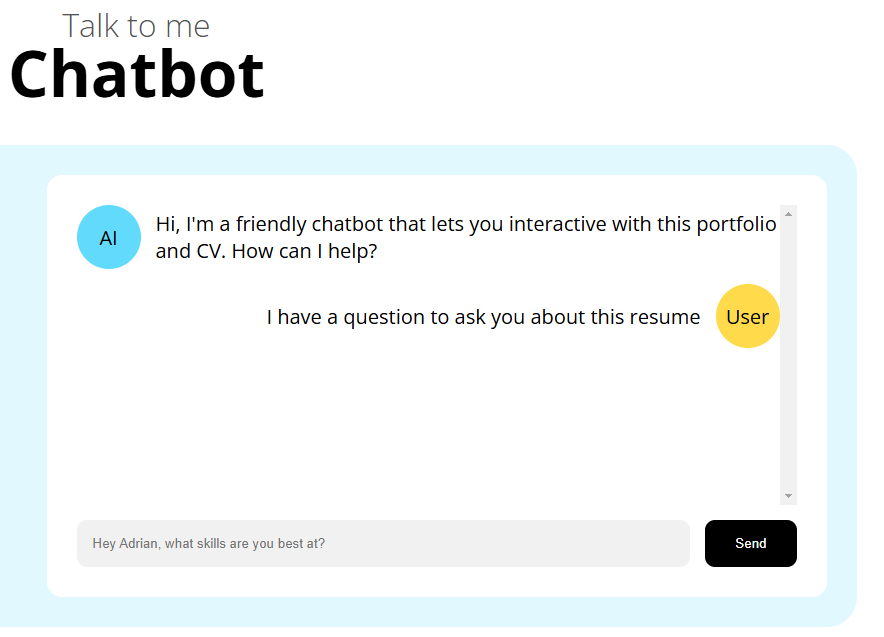 Talk to me
Chatbot
AI
Hi, I'm a friendly chatbot that lets you interactive with this portfolio
and CV. How can I help?
I have a question to ask you about this resume
User
Hey Adrian, what skills are you best at?
Send